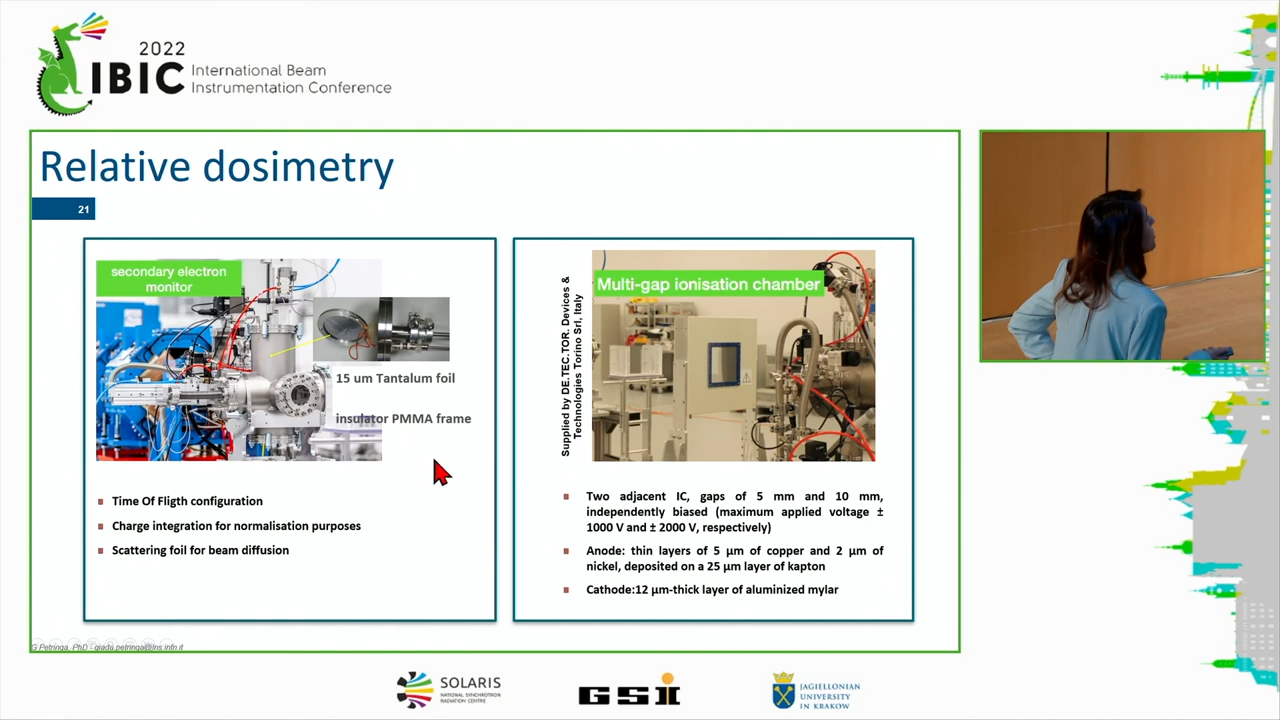 2022
IBIC
International Beam
Instrumentation Conference
Relative dosimetry
21
secondary electron
monitor
15 um Tantalum foil
insulator PMMA frame
Time Of Fligth configuration
Charge integration for normalisation purposes
Scattering foil for beam diffusion
Supplied by DE.TEC.TOR. Devices &
Technologies Torino Srl, Italy
Multi-gap ionisation chamber
Two adjacent IC, gaps of 5 mm and 10 mm,
independently biased (maximum applied voltage ±
1000 V and ± 2000 V, respectively)
Anode: thin layers of 5 µm of copper and 2 µm of
nickel, deposited on a 25 µm layer of kapton
Cathode:12 µm-thick layer of aluminized mylar
G Petringa, PhD - giada.petringa@lns.infn.it
SOLARIS
NATIONAL SYNCHROTRON
RADIATION CENTRE
GSI
JAGIELLONIAN
UNIVERSITY
IN KRAKOW